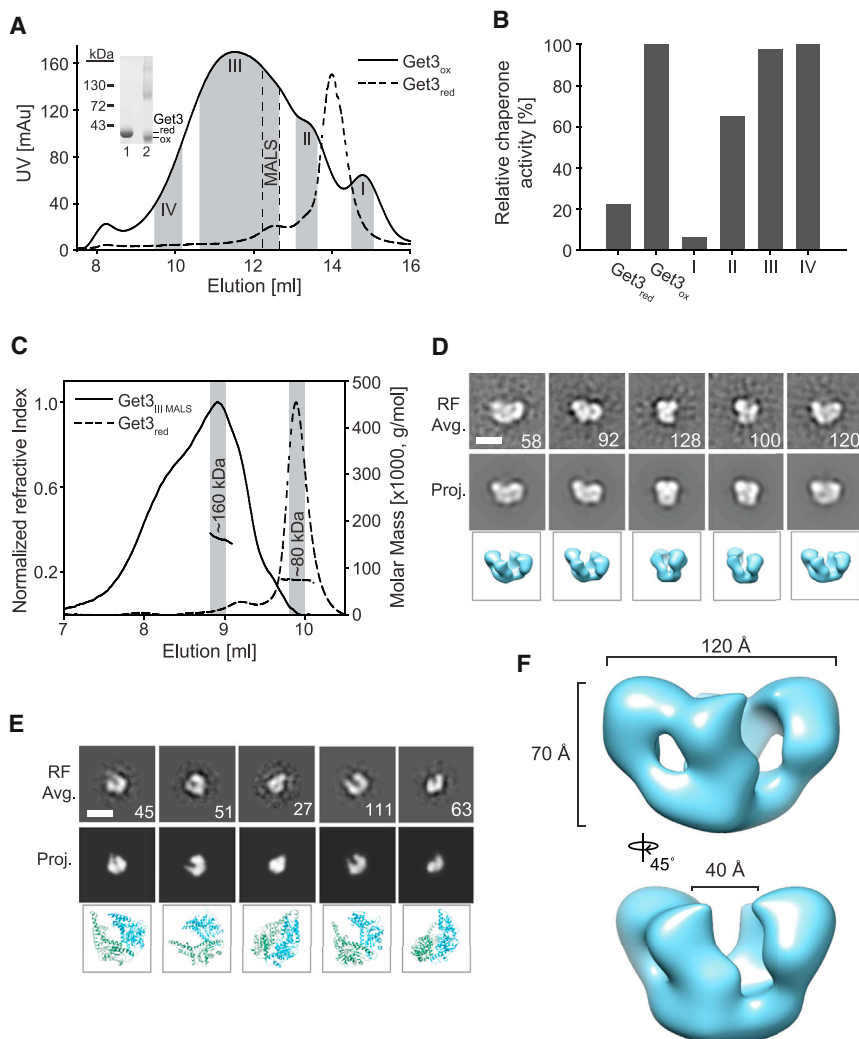 A
UV [mAu]
160
120
80
40
0
kDa
130
72
43
Get3
red
ox
1 2
III
II
I
IV
MALS
Get3ox
Get3red
8 10 12 14 16
Elution [ml]
B
Relative chaperone
activity [%]
100
80
60
40
20
0
Get3red Get3ox I II III IV
C
Normalized refractive Index
1.0
0.6
0.2
Get3III MALS
Get3red
~160 kDa
~80 kDa
500
400
300
200
100
0
Molar Mass [x1000, g/mol]
7 8 9 10
Elution [ml]
D
RF
Avg.
58 92 128 100 120
Proj.
E
RF
Avg.
45 51 27 111 63
Proj.
F
120 Å
70 Å
45°
40 Å